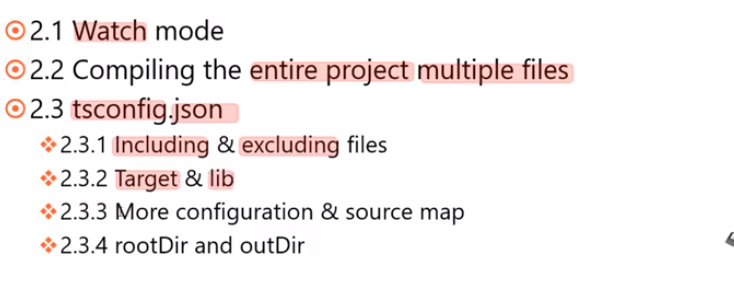 2.1 Watch mode
2.2 Compiling the entire project multiple files
2.3 tsconfig.json
2.3.1 Including & excluding files
2.3.2 Target & lib
2.3.3 More configuration & source map
2.3.4 rootDir and outDir